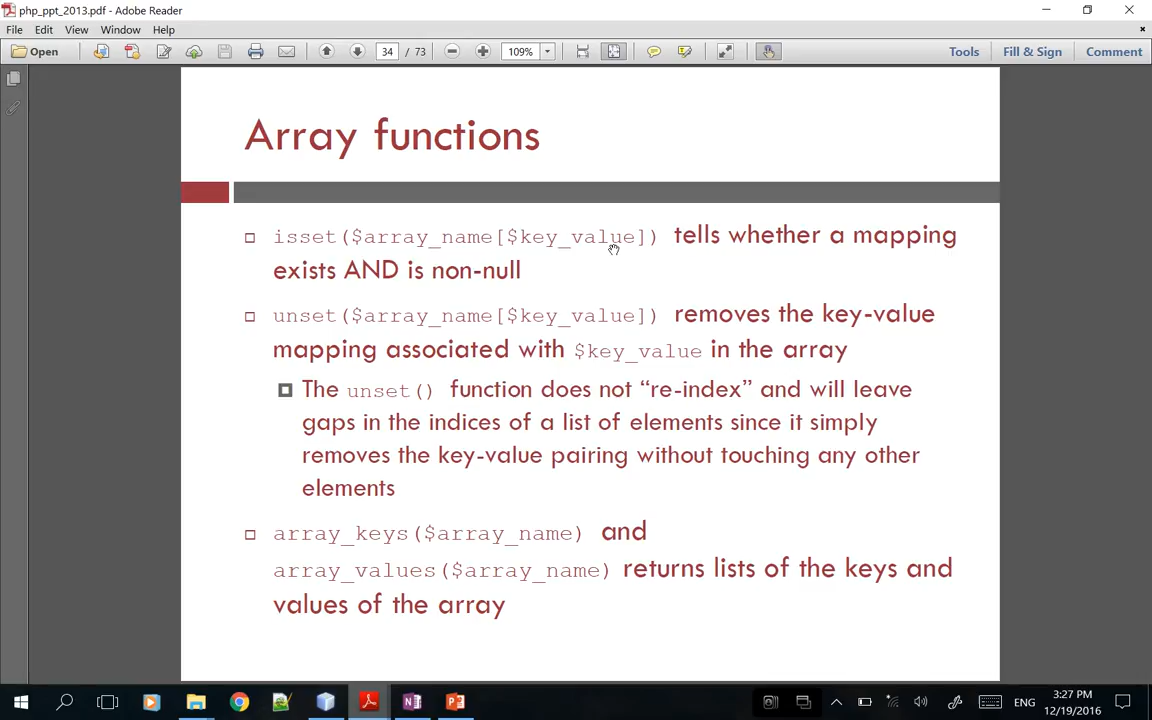 php_ppt_2013.pdf - Adobe Reader
File Edit View Window Help
Open 34 / 73 109% Tools Fill & Sign Comment
Array functions
isset($array_name[$key_value]) tells whether a mapping
exists AND is non-null
unset($array_name[$key_value]) removes the key-value
mapping associated with $key_value in the array
The unset() function does not “re-index” and will leave
gaps in the indices of a list of elements since it simply
removes the key-value pairing without touching any other
elements
array_keys($array_name) and
array_values($array_name) returns lists of the keys and
values of the array
3:27 PM
ENG
12/19/2016